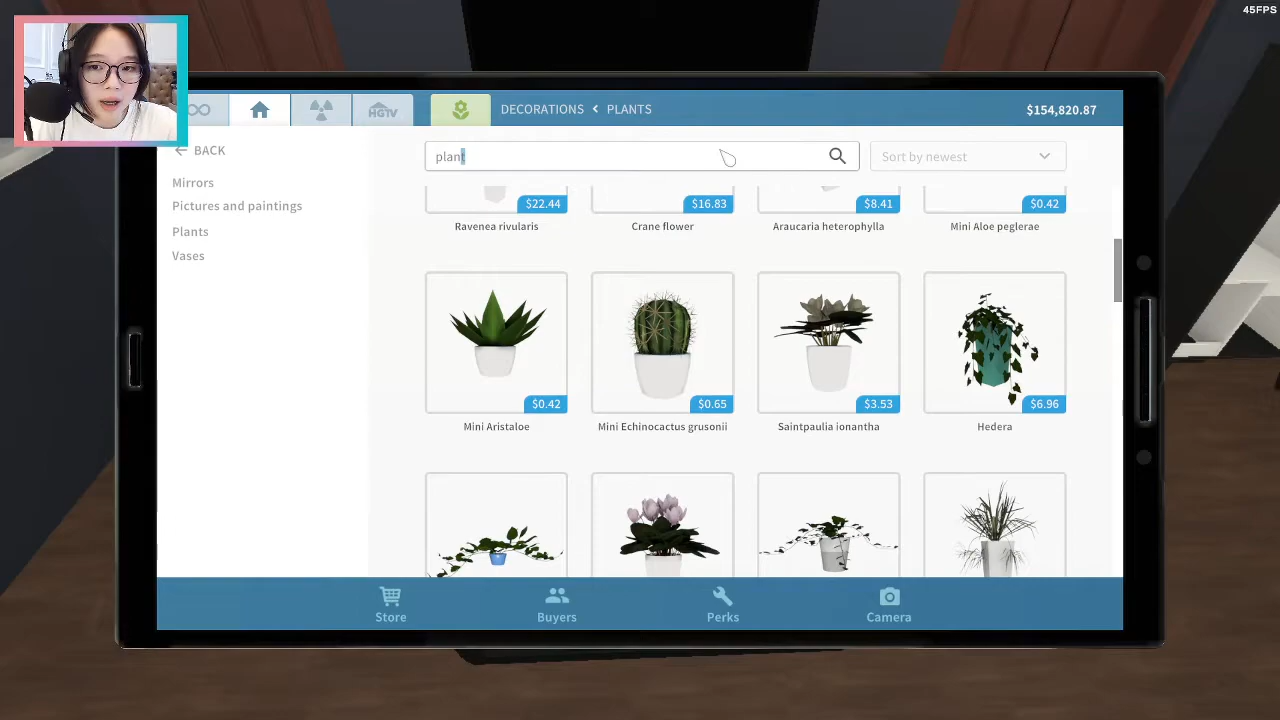 45FPS
HGTV
DECORATIONS < PLANTS
$154,820.87
BACK
plant
Sort by newest
Mirrors
Pictures and paintings
Plants
Vases
$22.44
$16.83
$8.41
$0.42
Ravenea rivularis
Crane flower
Araucaria heterophylla
Mini Aloe peglerae
$0.42
$0.65
$3.53
$6.96
Mini Aristaloe
Mini Echinocactus grusonii
Saintpaulia ionantha
Hedera
Store
Buyers
Perks
Camera